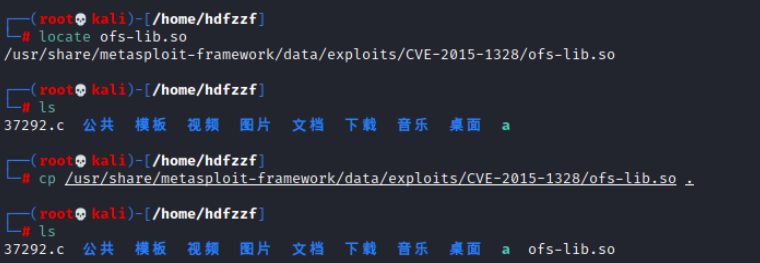 ┌──(root💀kali)-[/home/hdfzzf]
└─# locate ofs-lib.so
/usr/share/metasploit-framework/data/exploits/CVE-2015-1328/ofs-lib.so
┌──(root💀kali)-[/home/hdfzzf]
└─# ls
37292.c 公共 模板 视频 图片 文档 下载 音乐 桌面 a
┌──(root💀kali)-[/home/hdfzzf]
└─# cp /usr/share/metasploit-framework/data/exploits/CVE-2015-1328/ofs-lib.so .
┌──(root💀kali)-[/home/hdfzzf]
└─# ls
37292.c 公共 模板 视频 图片 文档 下载 音乐 桌面 a ofs-lib.so